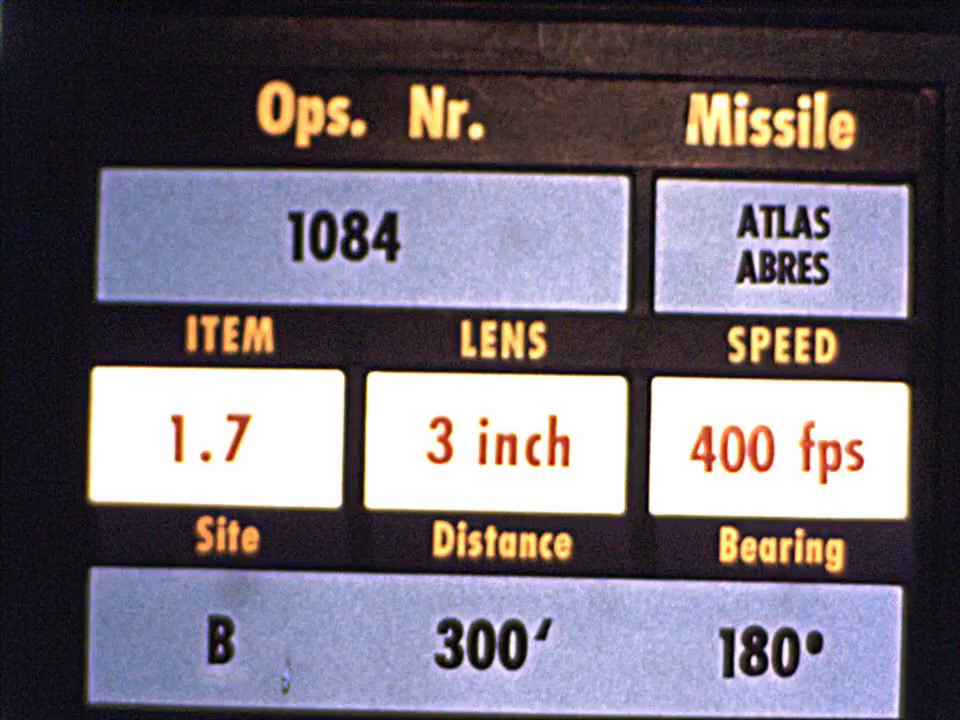 Ops. Nr. Missile
1084 ATLAS
ABRES
ITEM LENS SPEED
1.7 3 inch 400 fps
Site Distance Bearing
B 300′ 180°